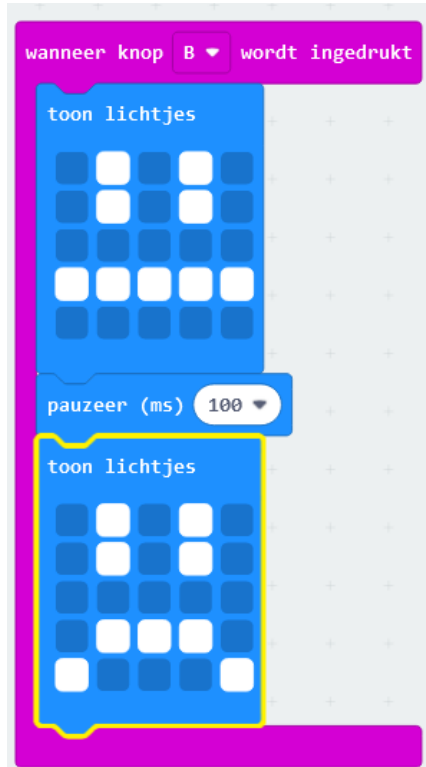 wanneer knop B wordt ingedrukt
toon lichtjes
pauzeer (ms) 100
toon lichtjes